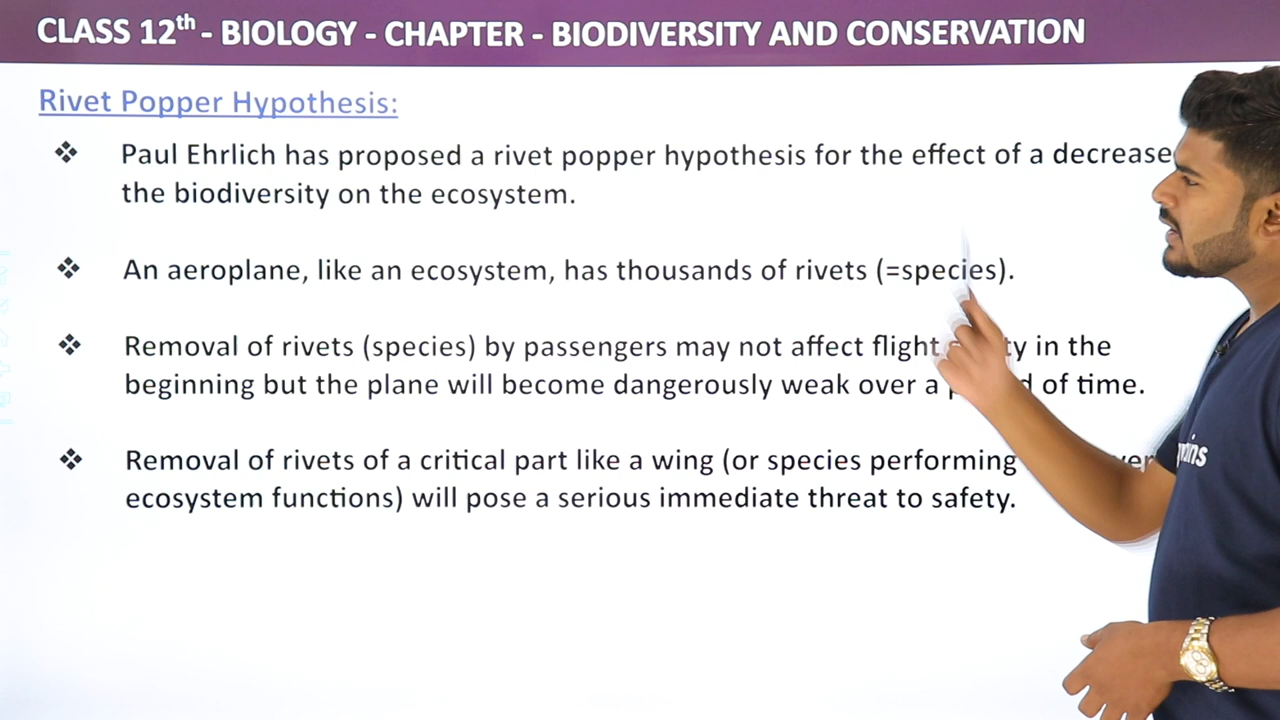 CLASS 12th - BIOLOGY - CHAPTER - BIODIVERSITY AND CONSERVATION
Rivet Popper Hypothesis:
❖ Paul Ehrlich has proposed a rivet popper hypothesis for the effect of a decrease
the biodiversity on the ecosystem.
❖ An aeroplane, like an ecosystem, has thousands of rivets (=species).
❖ Removal of rivets (species) by passengers may not affect flight in the
beginning but the plane will become dangerously weak over a of time.
❖ Removal of rivets of a critical part like a wing (or species performing
ecosystem functions) will pose a serious immediate threat to safety.